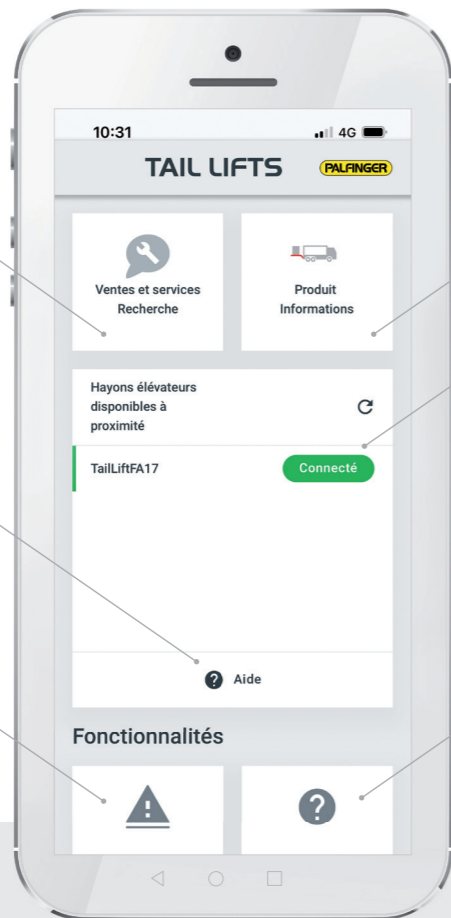 10:31
4G
TAIL LIFTS
PALFINGER
Ventes et services
Recherche
Produit
Informations
Hayons élévateurs
disponibles à
proximité
TailLiftFA17
Connecté
Aide
Fonctionnalités